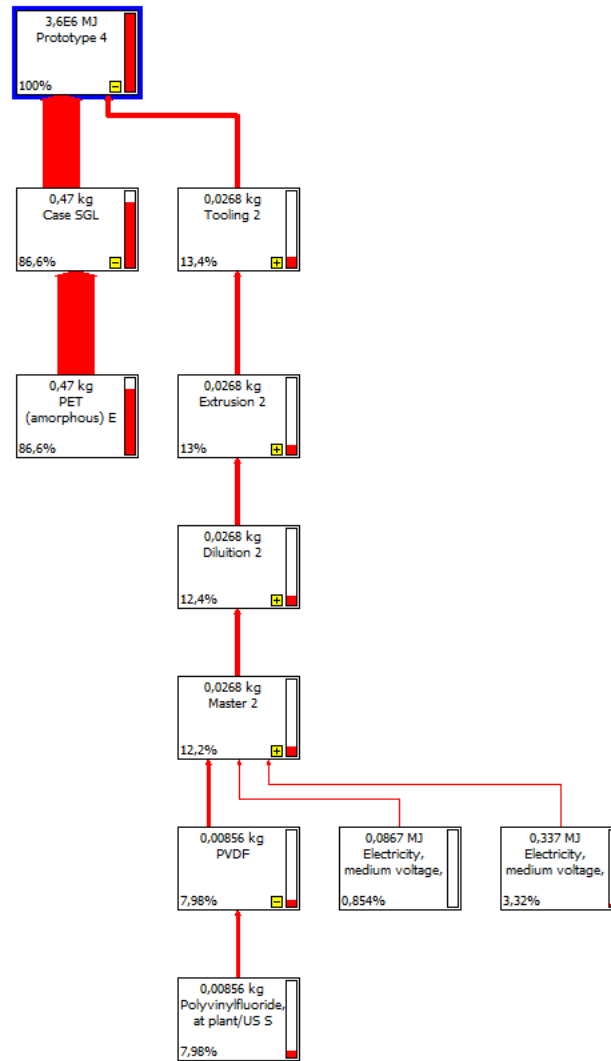 3,6E6 MJ
Prototype 4
100%
0,47 kg
Case SGL
86,6%
0,0268 kg
Tooling 2
13,4%
0,47 kg
PET
(amorphous) E
86,6%
0,0268 kg
Extrusion 2
13%
0,0268 kg
Diluition 2
12,4%
0,0268 kg
Master 2
12,2%
0,00856 kg
PVDF
7,98%
0,0867 MJ
Electricity,
medium voltage,
0,854%
0,337 MJ
Electricity,
medium voltage,
3,32%
0,00856 kg
Polyvinylfluoride,
at plant/US S
7,98%